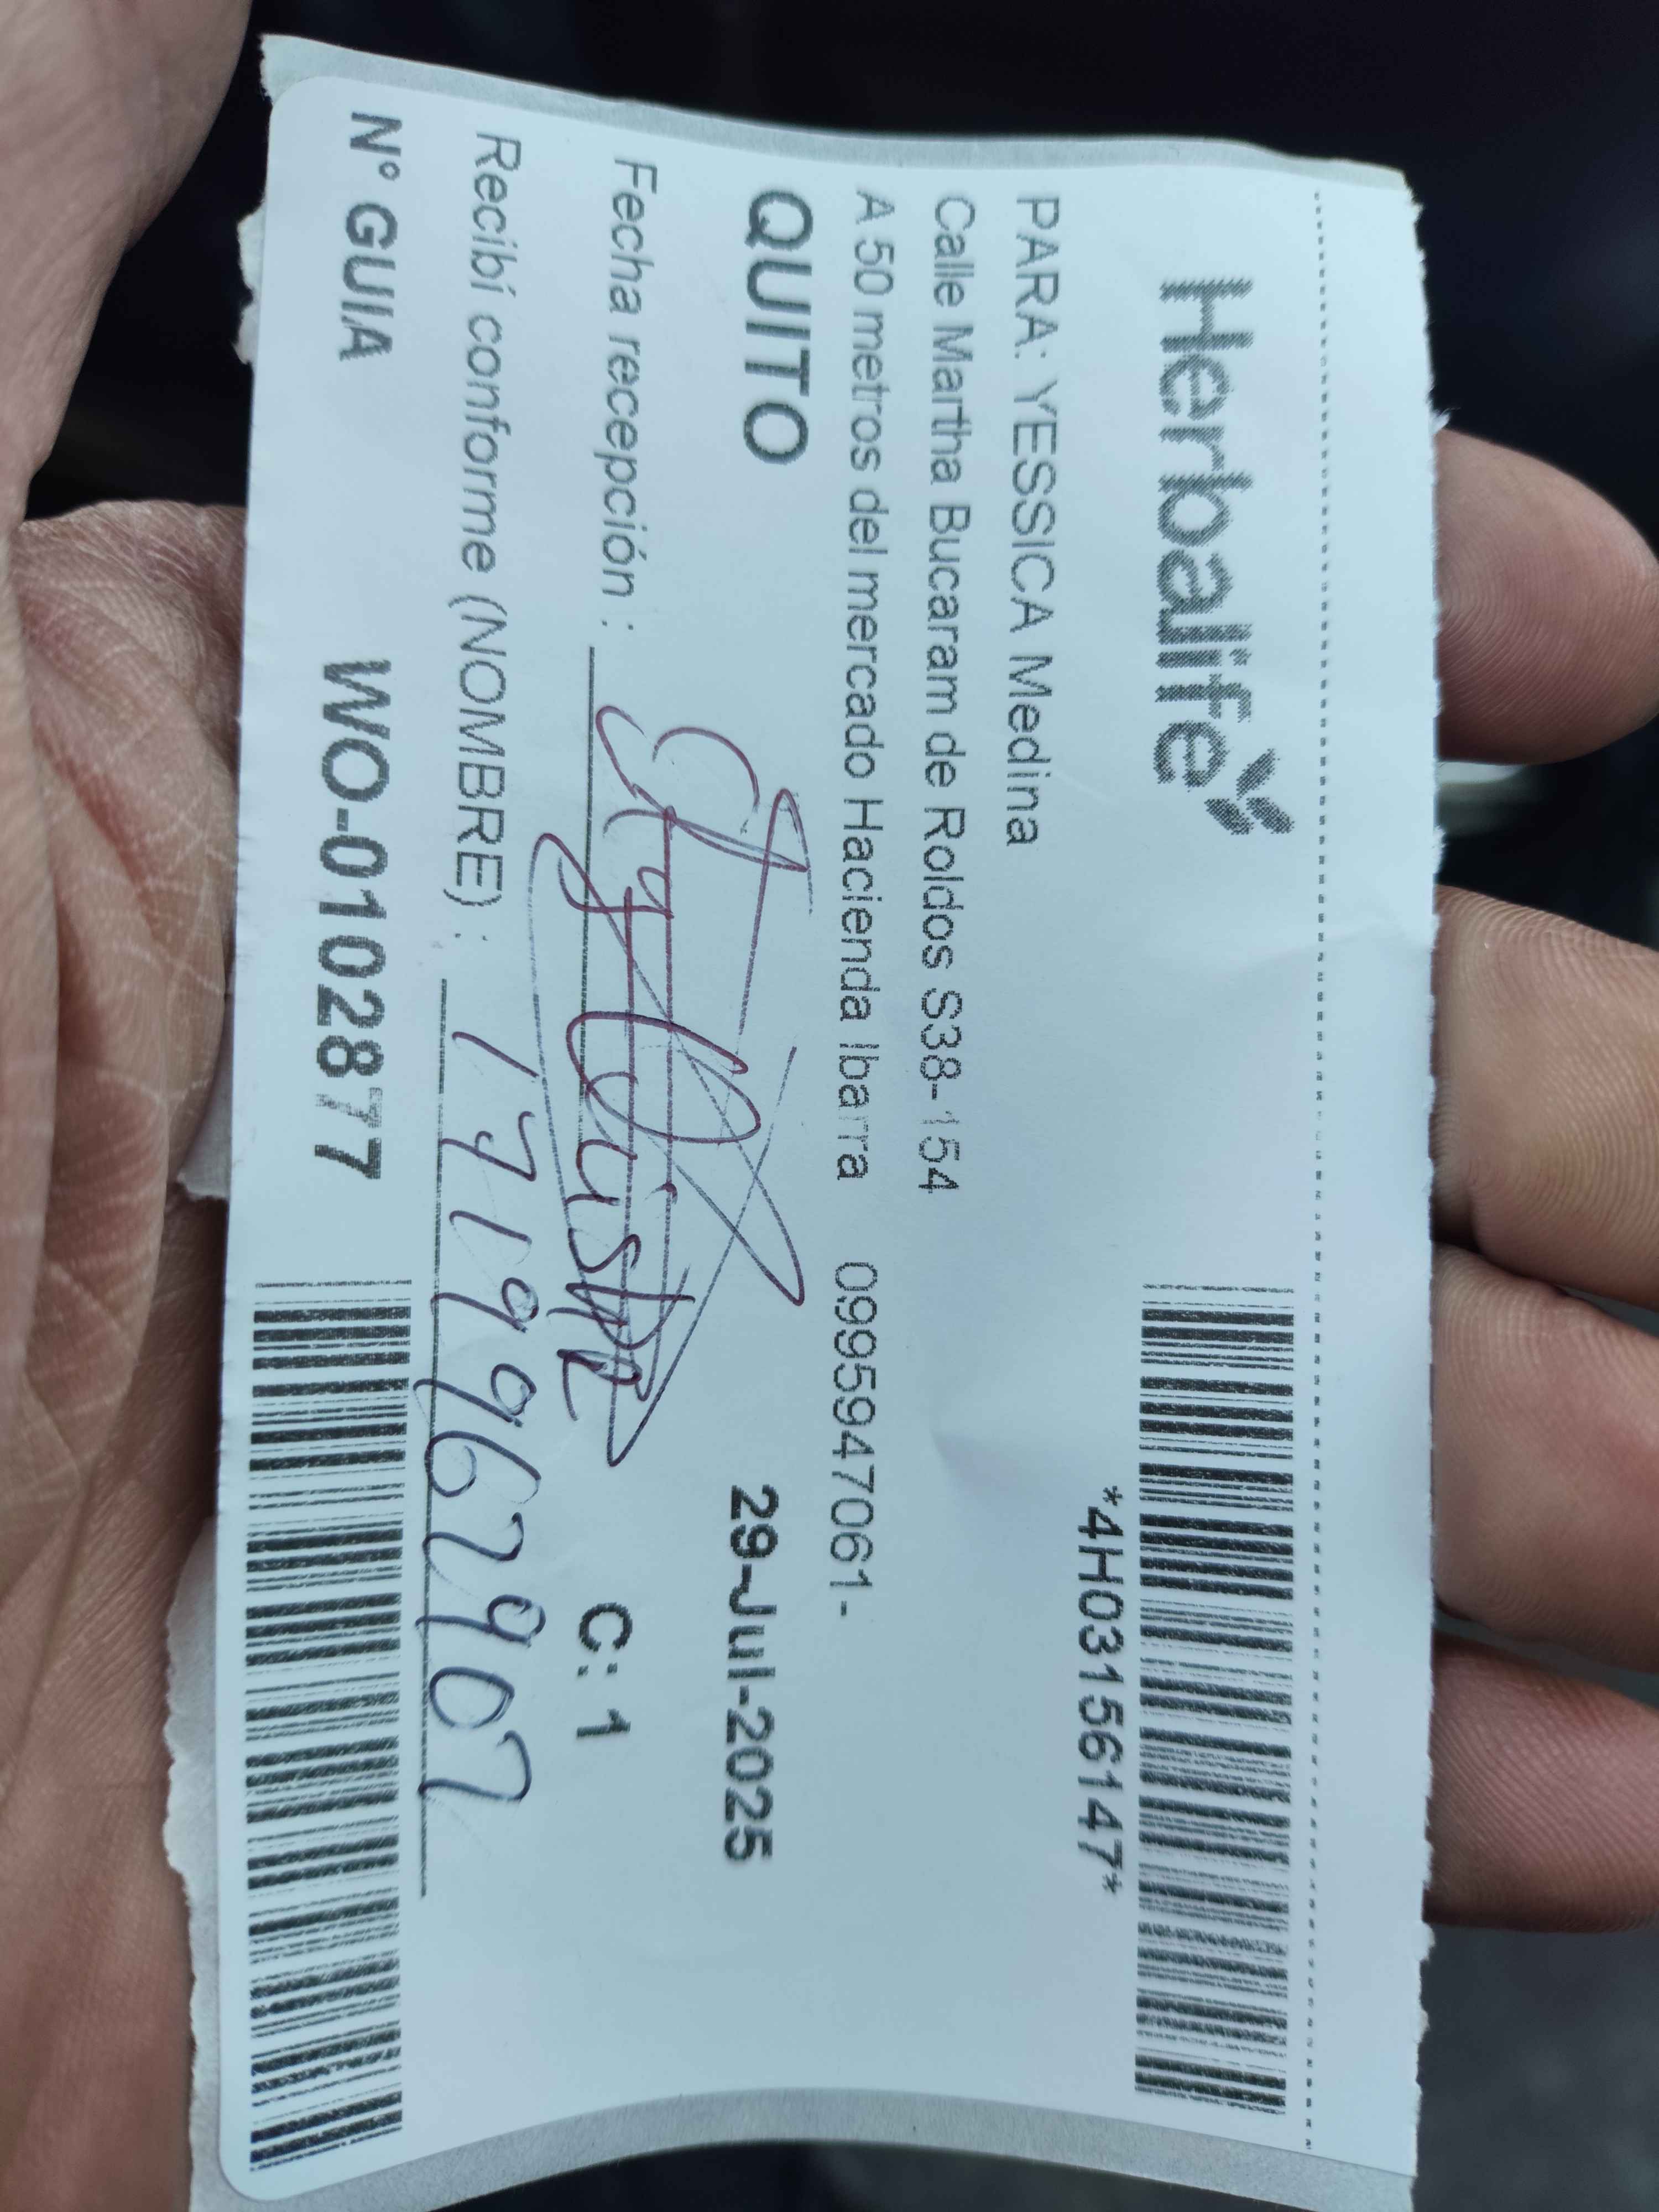 Herbalife
*4H03156147*
PARA: YESSICA Medina
Calle Martha Bucaram de Roldos S38-154
A 50 metros del mercado Hacienda Ibarra 0995947061-
QUITO 29-Jul-2025
Fecha recepción : C: 1
Recibí conforme (NOMBRE) : 1719962902
N° GUIA WO-0102877